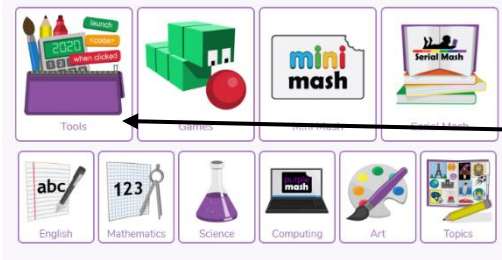 launch
<code>
2020
when clicked
mini
mash
Serial Mash
Tools
Games
Mini Mash
Serial Mash
abc
123
purple
mash
English
Mathematics
Science
Computing
Art
Topics